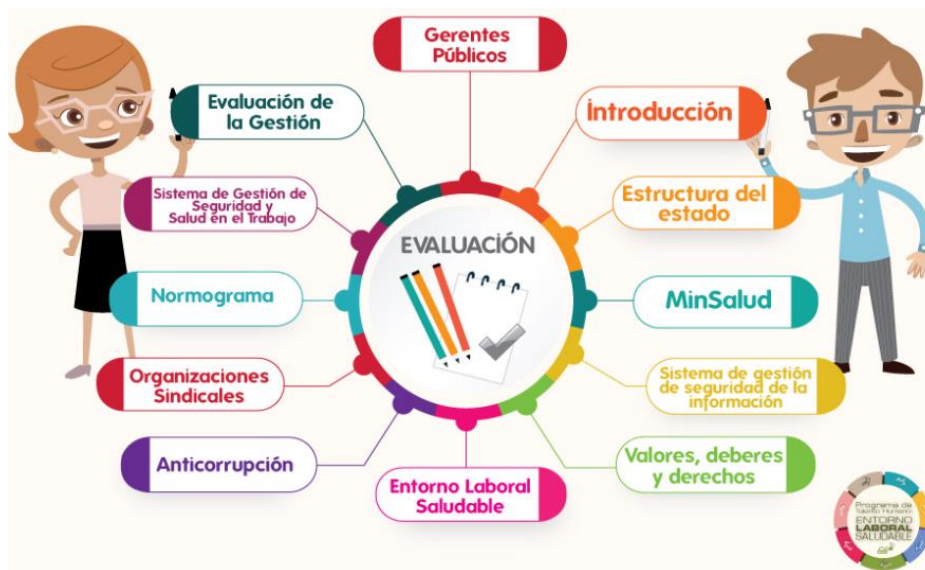 Gerentes
Públicos
Introducción
Estructura del
estado
MinSalud
Sistema de gestión
de seguridad de la
información
Valores, deberes
y derechos
Entorno Laboral
Saludable
Anticorrupción
Organizaciones
Sindicales
Normograma
Sistema de Gestión de
Seguridad y
Salud en el Trabajo
Evaluación de
la Gestión
EVALUACIÓN
Programa de
Talento Humano:
ENTORNO
LABORAL
SALUDABLE